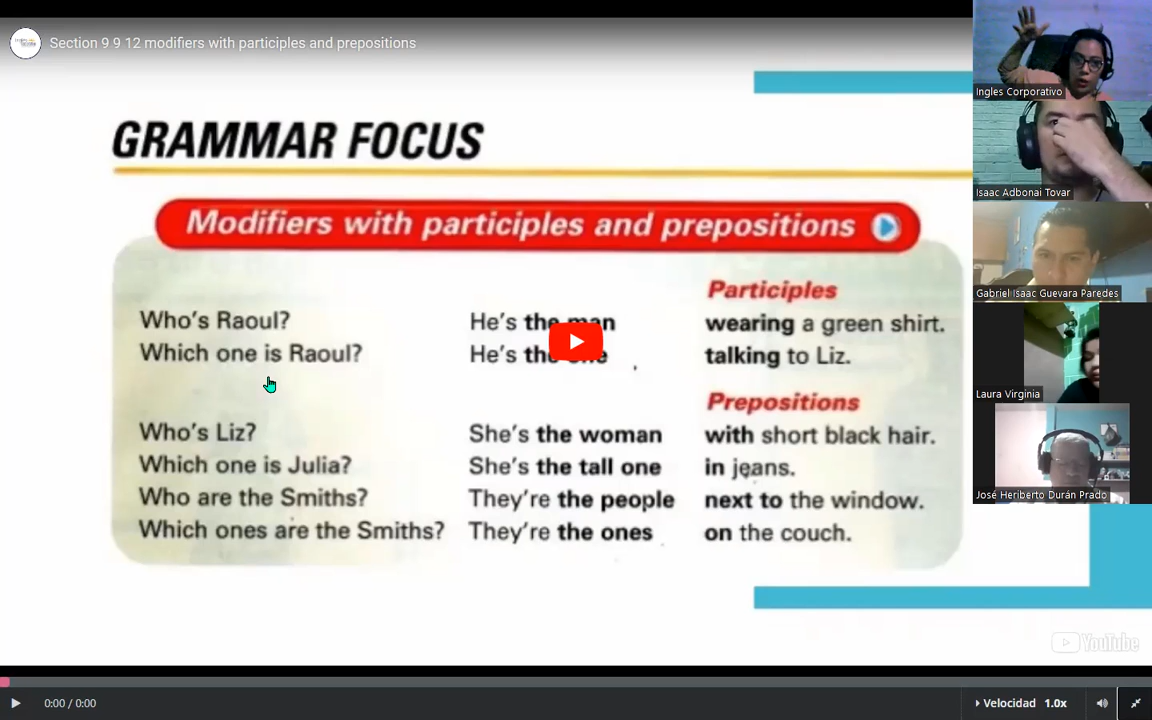 Section 9 9 12 modifiers with participles and prepositions
GRAMMAR FOCUS
Modifiers with participles and prepositions
Participles
Who's Raoul? He's the man wearing a green shirt.
Which one is Raoul? He's the one talking to Liz.
Prepositions
Who's Liz? She's the woman with short black hair.
Which one is Julia? She's the tall one in jeans.
Who are the Smiths? They're the people next to the window.
Which ones are the Smiths? They're the ones on the couch.
YouTube
0:00 / 0:00
Velocidad 1.0x
Ingles Corporativo
Isaac Adbonai Tovar
Gabriel Isaac Guevara Paredes
Laura Virginia
José Heriberto Durán Prado